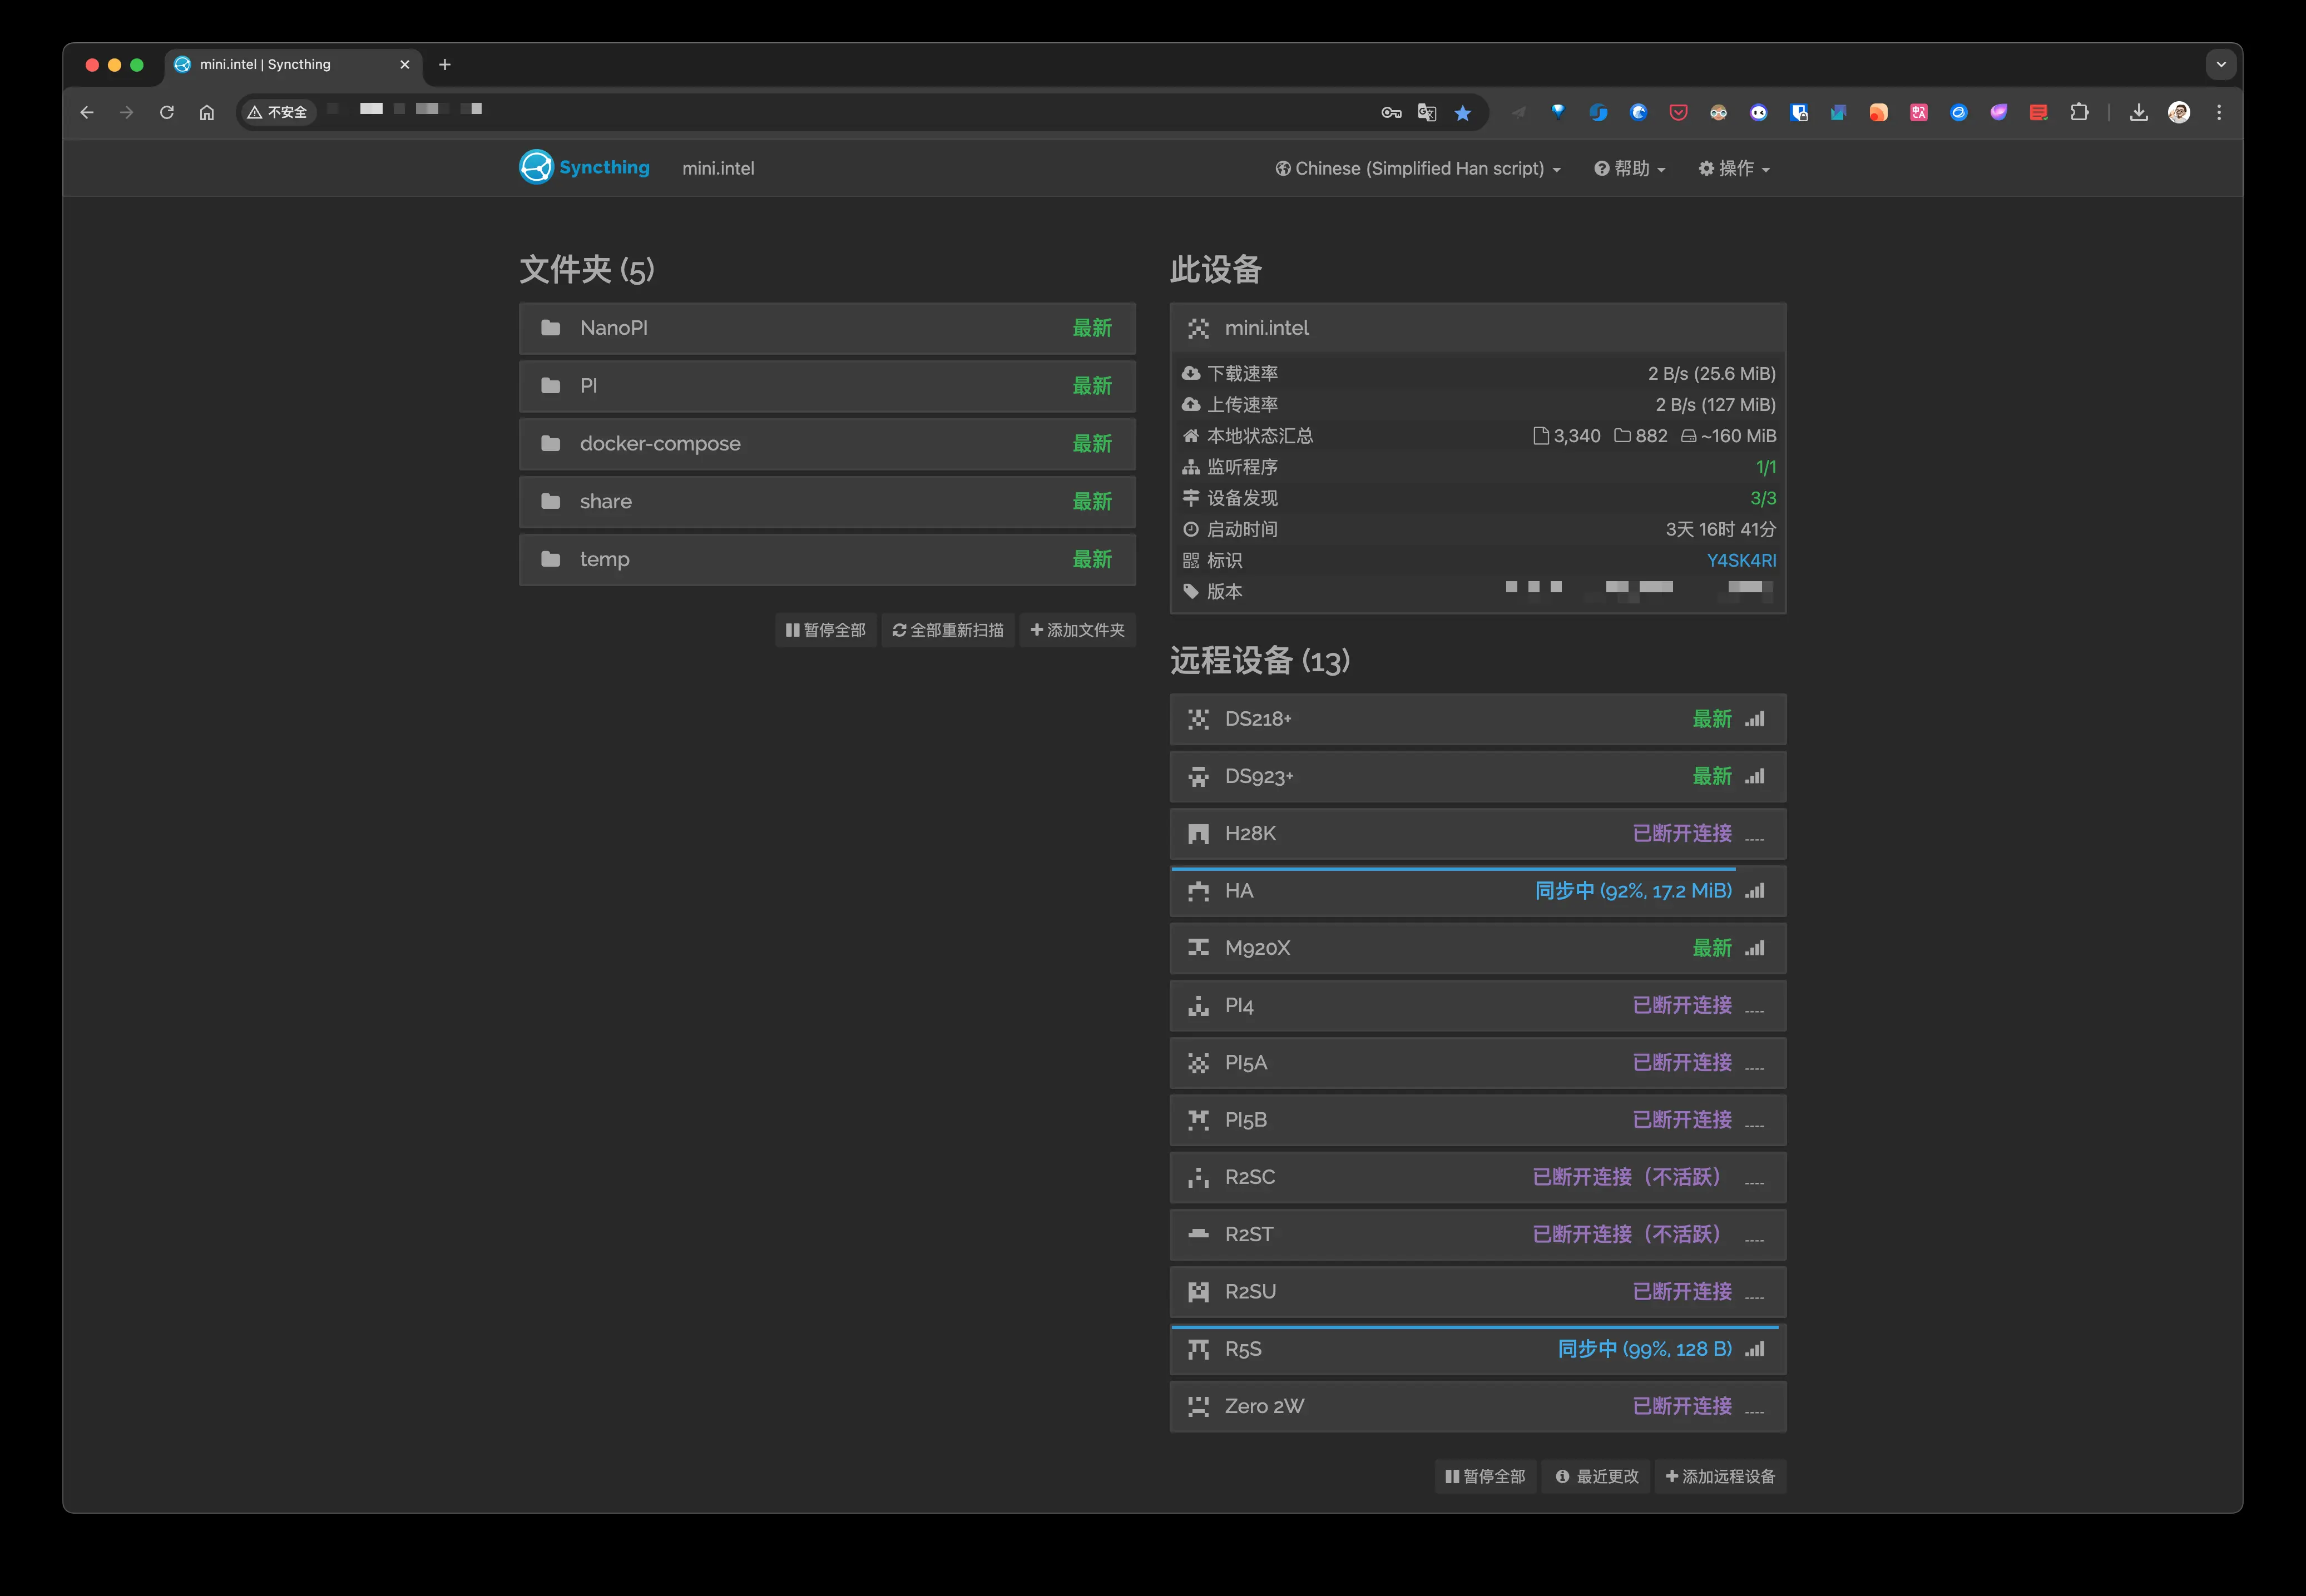 mini.intel | Syncthing
不安全
Syncthing mini.intel Chinese (Simplified Han script) 帮助 操作
文件夹 (5)
NanoPI 最新
PI 最新
docker-compose 最新
share 最新
temp 最新
暂停全部 全部重新扫描 添加文件夹
此设备
mini.intel
下载速率 2 B/s (25.6 MiB)
上传速率 2 B/s (127 MiB)
本地状态汇总 3,340 882 ~160 MiB
监听程序 1/1
设备发现 3/3
启动时间 3天 16时 41分
标识 Y4SK4RI
版本
远程设备 (13)
DS218+ 最新
DS923+ 最新
H28K 已断开连接
HA 同步中 (92%, 17.2 MiB)
M920X 最新
PI4 已断开连接
PI5A 已断开连接
PI5B 已断开连接
R2SC 已断开连接（不活跃）
R2ST 已断开连接（不活跃）
R2SU 已断开连接
R5S 同步中 (99%, 128 B)
Zero 2W 已断开连接
暂停全部 最近更改 添加远程设备